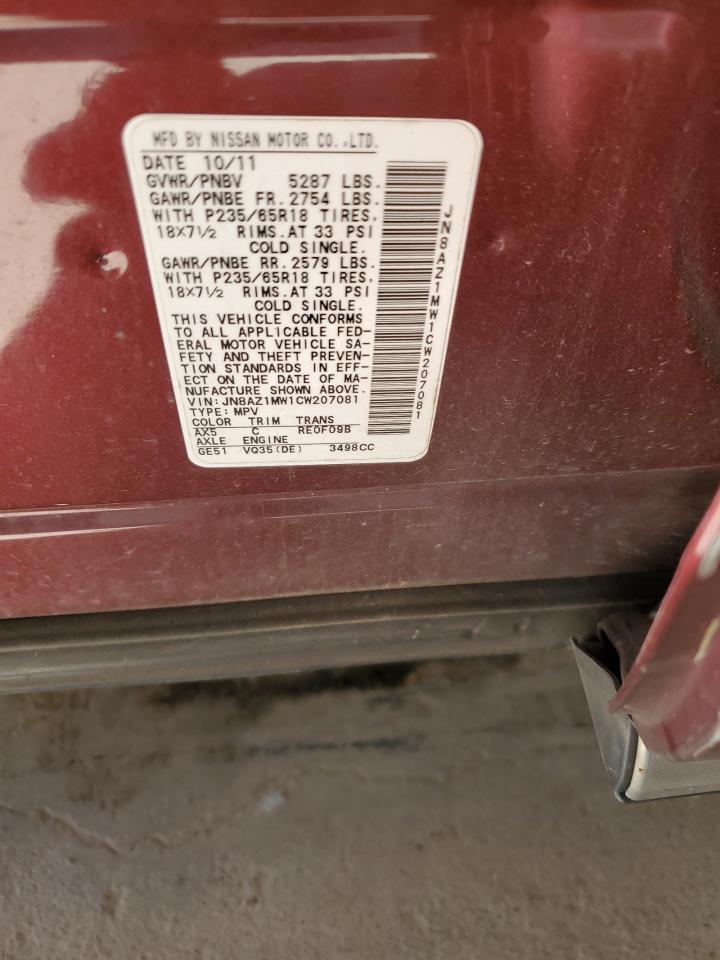 MFD BY NISSAN MOTOR CO.,LTD.
DATE 10/11
GVWR/PNBV 5287 LBS.
GAWR/PNBE FR. 2754 LBS.
WITH P235/65R18 TIRES,
18X7½ RIMS.AT 33 PSI
COLD SINGLE.
GAWR/PNBE RR. 2579 LBS.
WITH P235/65R18 TIRES,
18X7½ RIMS.AT 33 PSI
COLD SINGLE.
THIS VEHICLE CONFORMS
TO ALL APPLICABLE FED-
ERAL MOTOR VEHICLE SA-
FETY AND THEFT PREVEN-
TION STANDARDS IN EFF-
ECT ON THE DATE OF MA-
NUFACTURE SHOWN ABOVE.
VIN: JN8AZ1MW1CW207081
TYPE: MPV
COLOR TRIM TRANS
AX5 C RE0F09B
AXLE ENGINE
GE51 VQ35(DE) 3498CC
JN8AZ1MW1CW207081